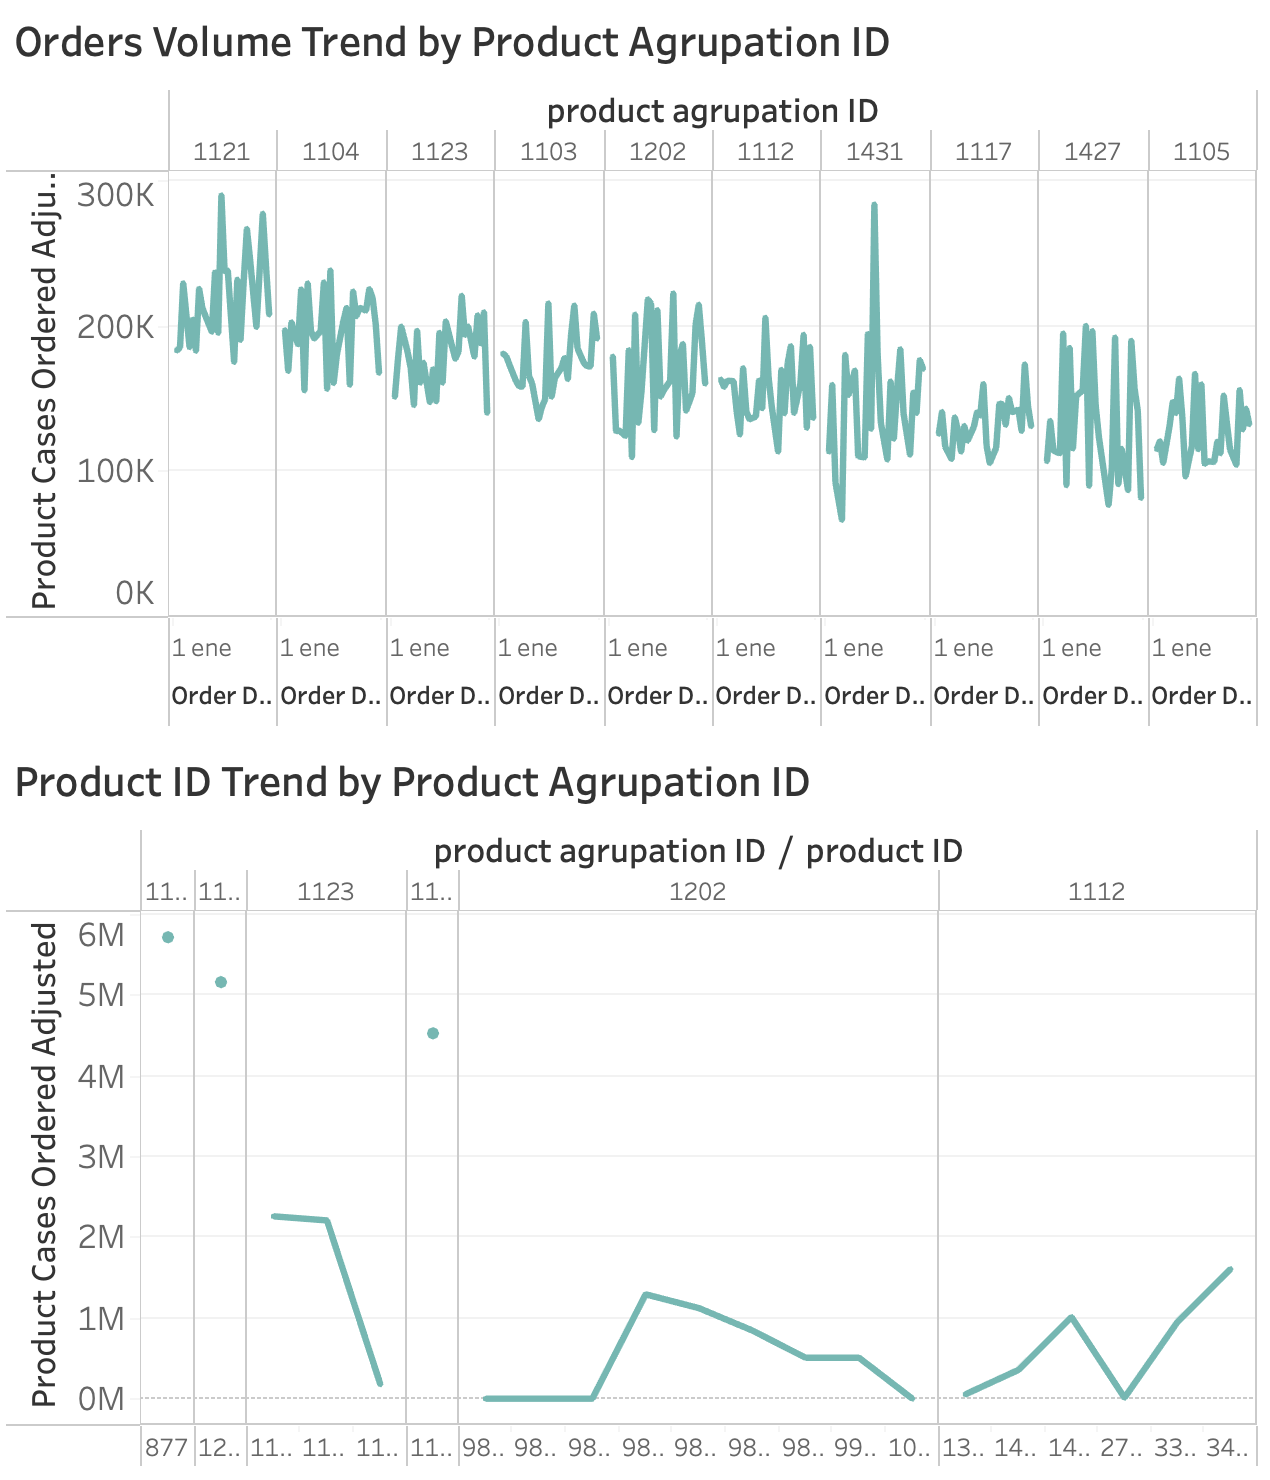 Orders Volume Trend by Product Agrupation ID
product agrupation ID
1121 1104 1123 1103 1202 1112 1431 1117 1427 1105
Product Cases Ordered Adju..
300K
200K
100K
0K
1 ene 1 ene 1 ene 1 ene 1 ene 1 ene 1 ene 1 ene 1 ene 1 ene
Order D.. Order D.. Order D.. Order D.. Order D.. Order D.. Order D.. Order D.. Order D.. Order D..
Product ID Trend by Product Agrupation ID
product agrupation ID / product ID
11.. 11.. 1123 11.. 1202 1112
Product Cases Ordered Adjusted
6M
5M
4M
3M
2M
1M
0M
877 12.. 11.. 11.. 11.. 11.. 98.. 98.. 98.. 98.. 98.. 98.. 98.. 99.. 10.. 13.. 14.. 14.. 27.. 33.. 34..